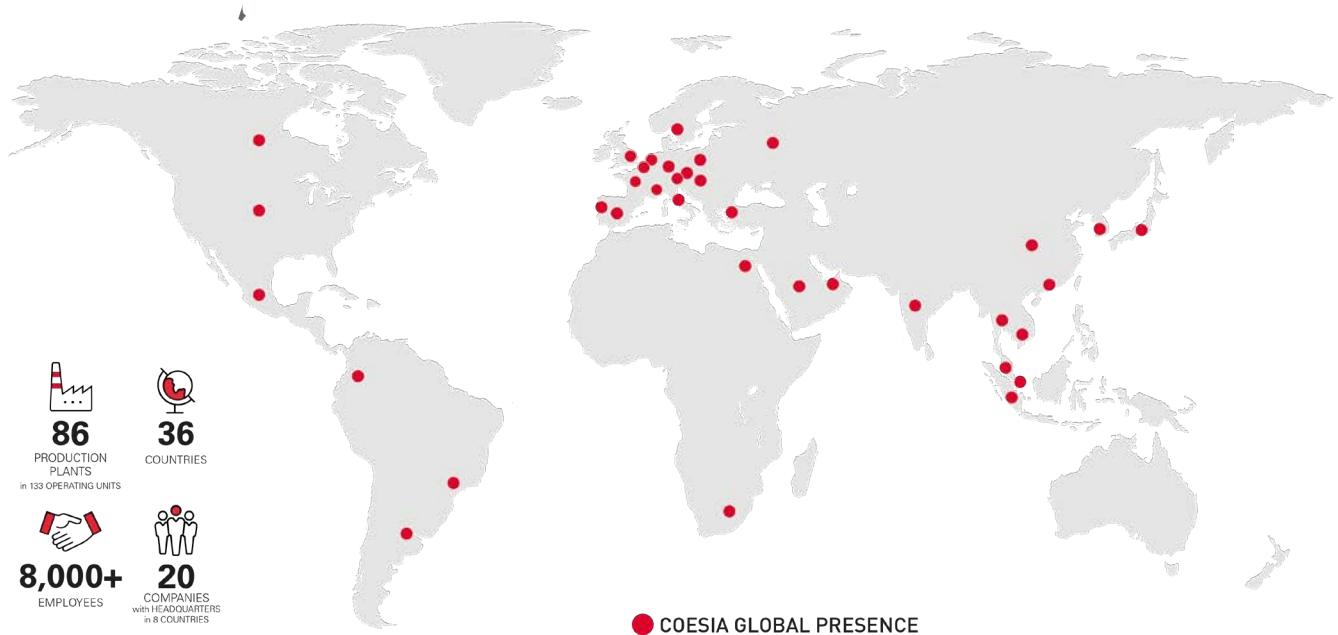 86
PRODUCTION
PLANTS
in 133 OPERATING UNITS
36
COUNTRIES
8,000+
EMPLOYEES
20
COMPANIES
with HEADQUARTERS
in 8 COUNTRIES
COESIA GLOBAL PRESENCE